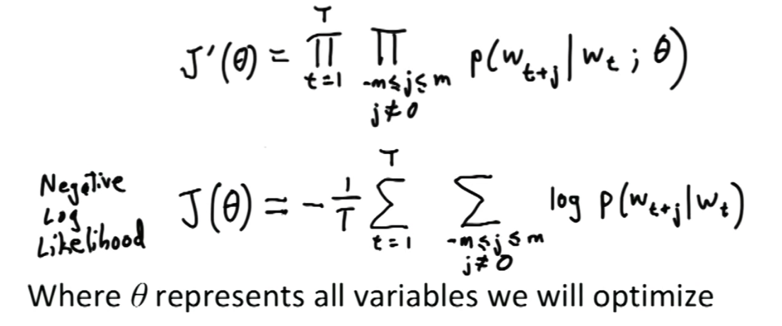 J'(θ) = ∏_{t=1}^{T} ∏_{-m≤j≤m, j≠0} p(w_{t+j} | w_t ; θ)
Negative Log Likelihood J(θ) = -\frac{1}{T} ∑_{t=1}^{T} ∑_{-m≤j≤m, j≠0} log p(w_{t+j} | w_t)
Where θ represents all variables we will optimize